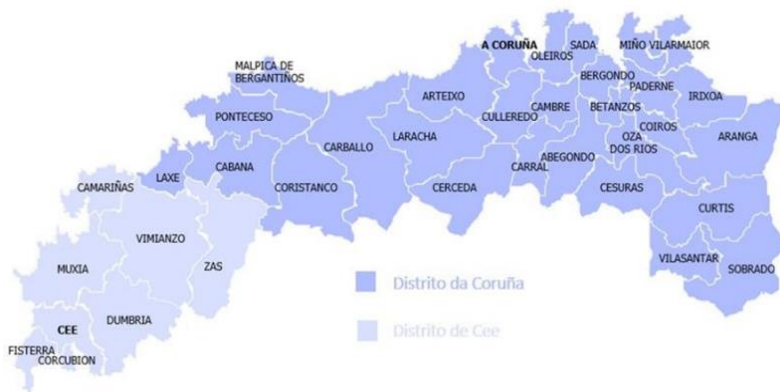 A CORUÑA
OLEIROS
SADA
MIÑO VILARMAIOR
MALPICA DE
BERGANTIÑOS
BERGONDO
PADERNE
IRIXOA
ARTEIXO
CAMBRE
BETANZOS
PONTECESO
CULLEREDO
COIROS
LARACHA
OZA
DOS RIOS
ARANGA
CARBALLO
ABEGONDO
CARRAL
LAXE
CABANA
CAMARIÑAS
CORISTANCO
CERCEDA
CESURAS
CURTIS
VIMIANZO
MUXIA
ZAS
VILASANTAR
SOBRADO
Distrito da Coruña
DUMBRIA
CEE
Distrito de Cee
FISTERRA
CORCUBION